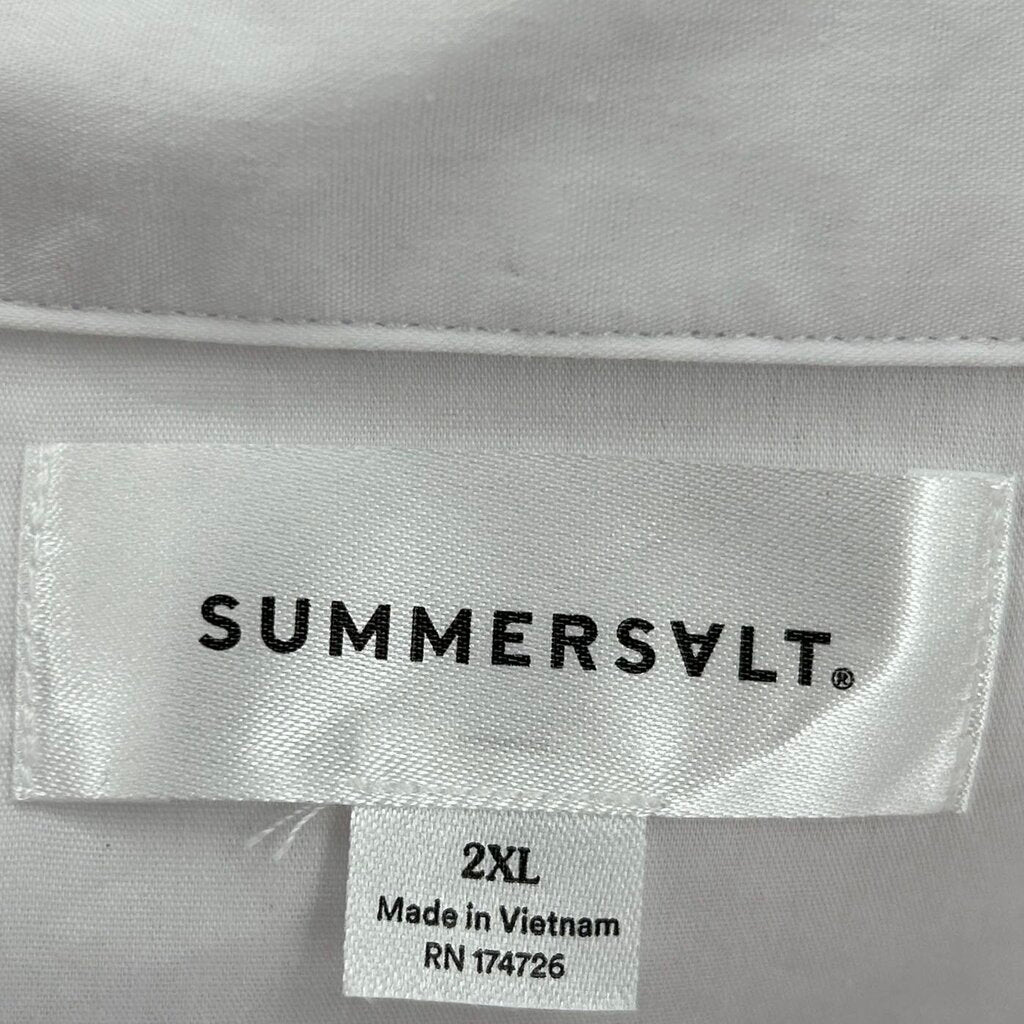 SUMMERSALT®
2XL
Made in Vietnam
RN 174726